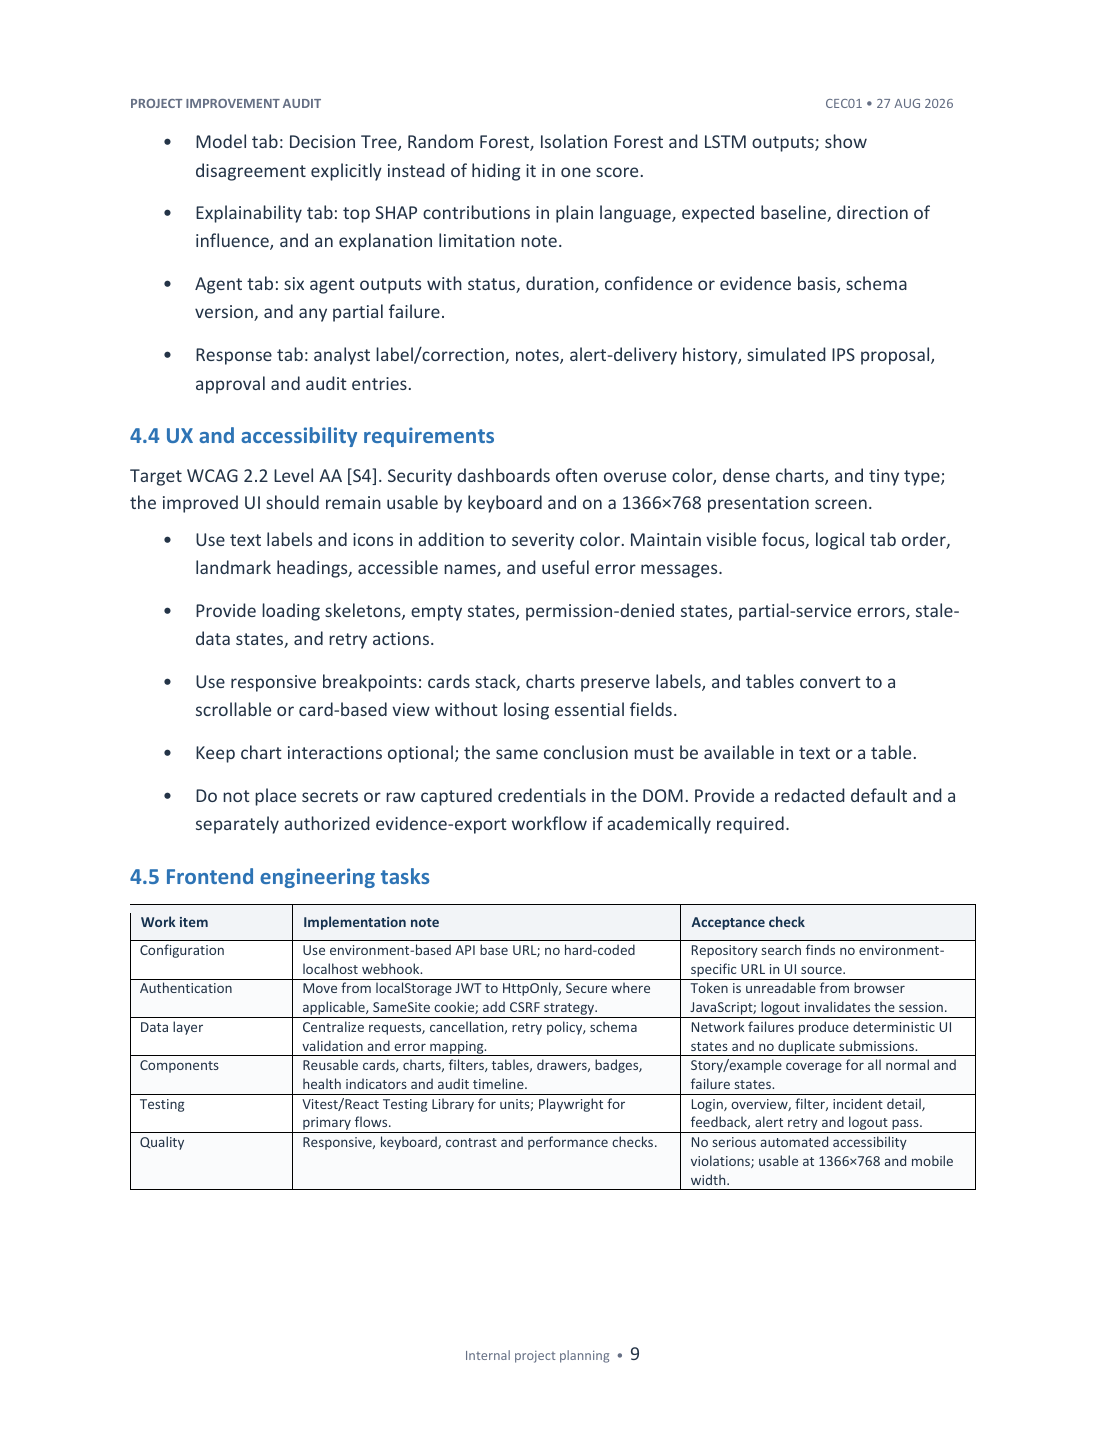 PROJECT IMPROVEMENT AUDIT
CEC01 • 27 AUG 2026
• Model tab: Decision Tree, Random Forest, Isolation Forest and LSTM outputs; show
disagreement explicitly instead of hiding it in one score.
• Explainability tab: top SHAP contributions in plain language, expected baseline, direction of
influence, and an explanation limitation note.
• Agent tab: six agent outputs with status, duration, confidence or evidence basis, schema
version, and any partial failure.
• Response tab: analyst label/correction, notes, alert-delivery history, simulated IPS proposal,
approval and audit entries.
4.4 UX and accessibility requirements
Target WCAG 2.2 Level AA [S4]. Security dashboards often overuse color, dense charts, and tiny type;
the improved UI should remain usable by keyboard and on a 1366×768 presentation screen.
• Use text labels and icons in addition to severity color. Maintain visible focus, logical tab order,
landmark headings, accessible names, and useful error messages.
• Provide loading skeletons, empty states, permission-denied states, partial-service errors, stale-
data states, and retry actions.
• Use responsive breakpoints: cards stack, charts preserve labels, and tables convert to a
scrollable or card-based view without losing essential fields.
• Keep chart interactions optional; the same conclusion must be available in text or a table.
• Do not place secrets or raw captured credentials in the DOM. Provide a redacted default and a
separately authorized evidence-export workflow if academically required.
4.5 Frontend engineering tasks
Work item
Implementation note
Acceptance check
Configuration
Use environment-based API base URL; no hard-coded
localhost webhook.
Repository search finds no environment-
specific URL in UI source.
Authentication
Move from localStorage JWT to HttpOnly, Secure where
applicable, SameSite cookie; add CSRF strategy.
Token is unreadable from browser
JavaScript; logout invalidates the session.
Data layer
Centralize requests, cancellation, retry policy, schema
validation and error mapping.
Network failures produce deterministic UI
states and no duplicate submissions.
Components
Reusable cards, charts, filters, tables, drawers, badges,
health indicators and audit timeline.
Story/example coverage for all normal and
failure states.
Testing
Vitest/React Testing Library for units; Playwright for
primary flows.
Login, overview, filter, incident detail,
feedback, alert retry and logout pass.
Quality
Responsive, keyboard, contrast and performance checks.
No serious automated accessibility
violations; usable at 1366×768 and mobile
width.
Internal project planning • 9